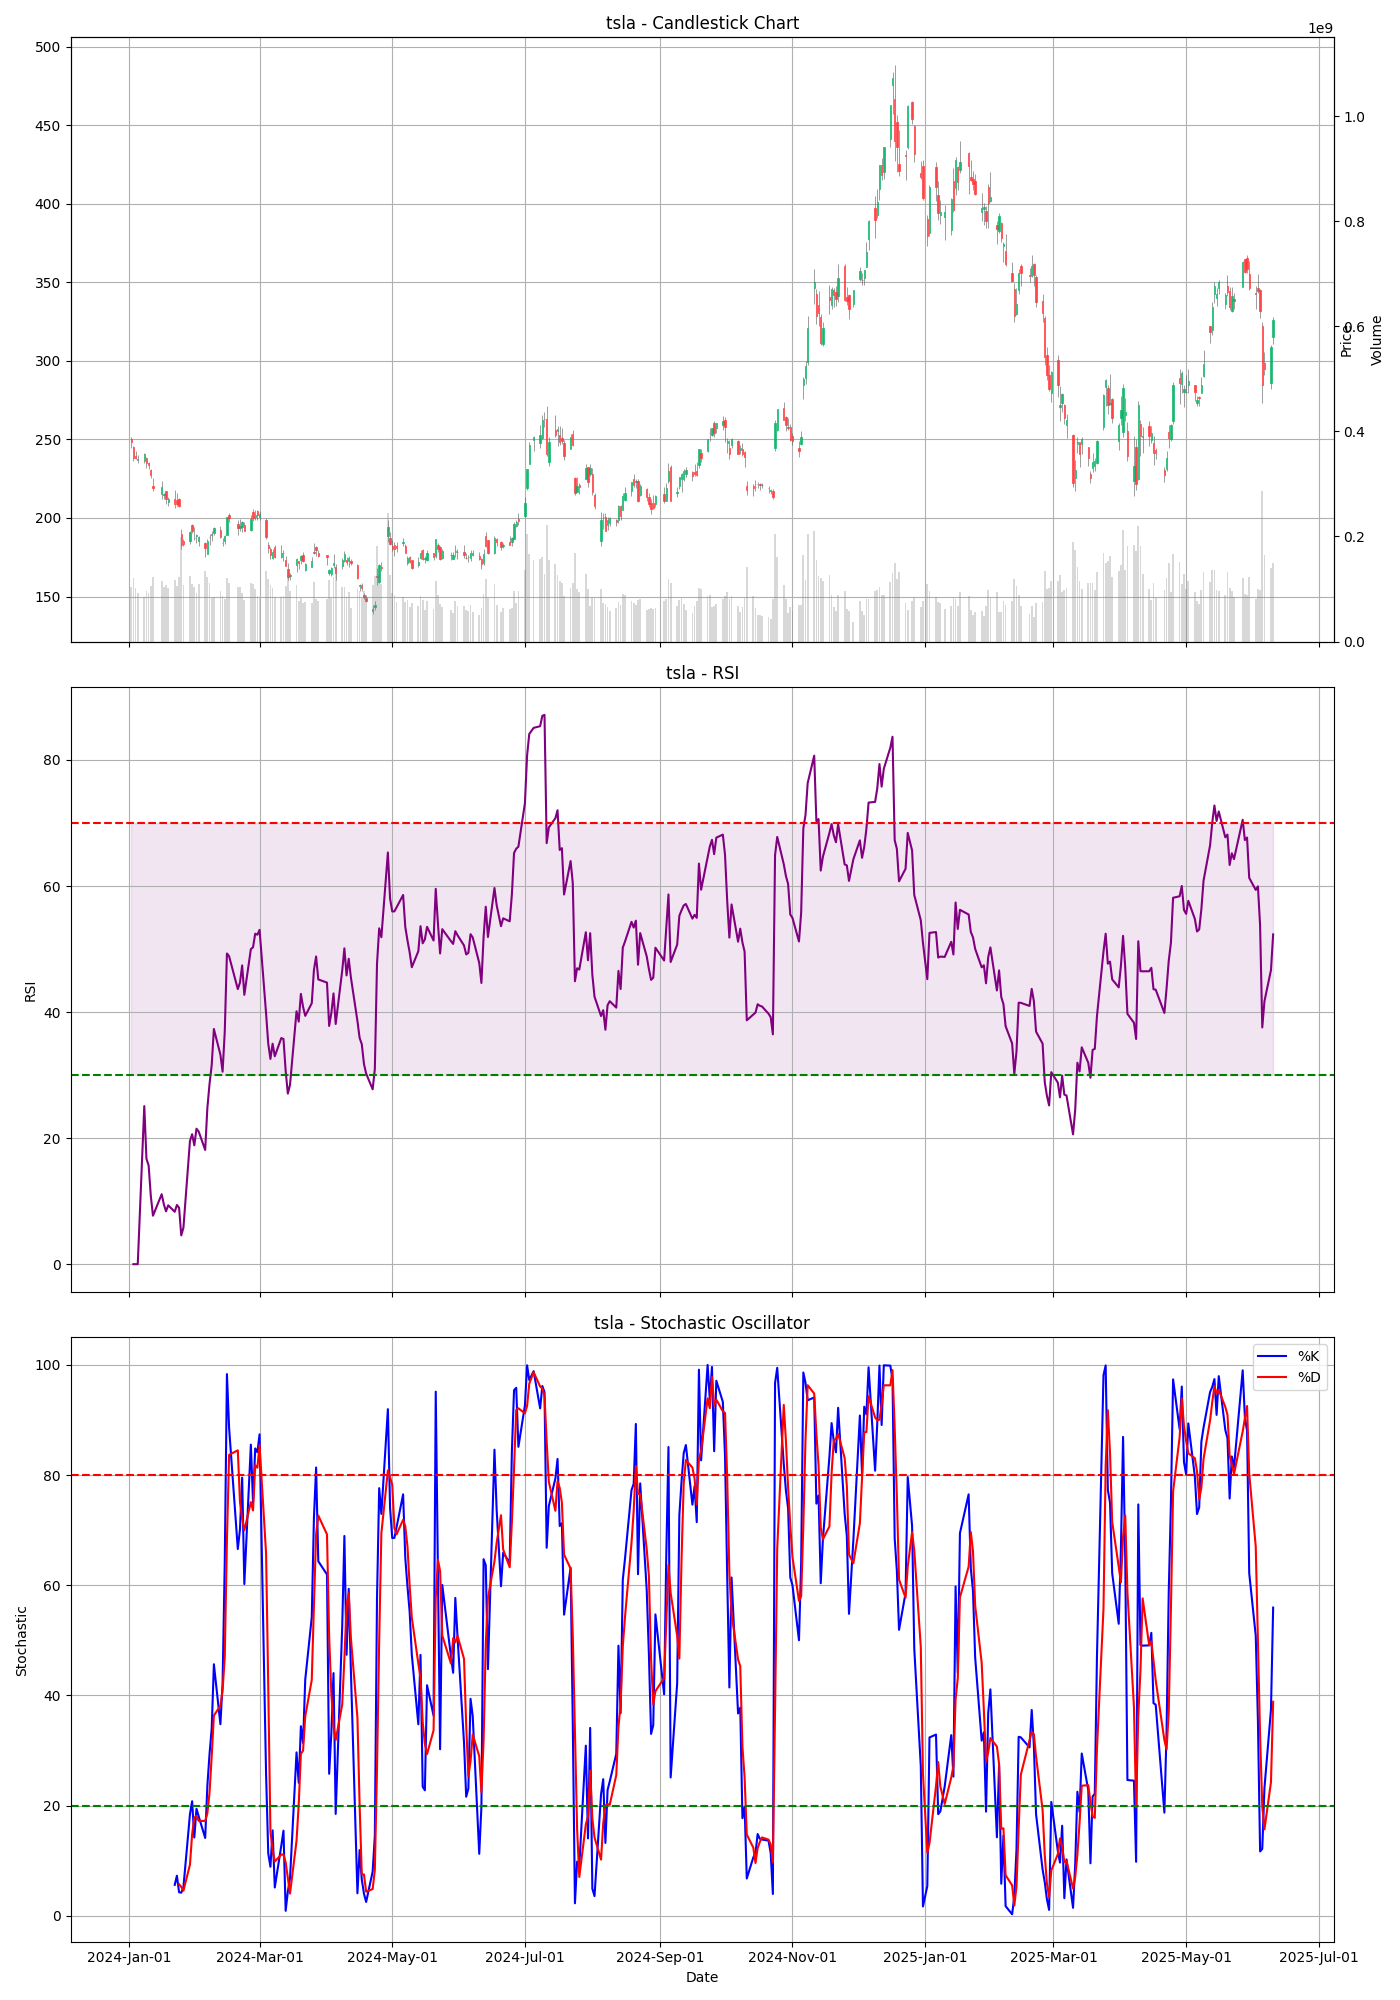 tsla - Candlestick Chart
1e9
500
450
400
350
300
250
200
150
1.0
0.8
0.6
0.4
0.2
0.0
Price
Volume
tsla - RSI
80
60
40
20
0
RSI
tsla - Stochastic Oscillator
%K
%D
100
80
60
40
20
0
Stochastic
2024-Jan-01 2024-Mar-01 2024-May-01 2024-Jul-01 2024-Sep-01 2024-Nov-01 2025-Jan-01 2025-Mar-01 2025-May-01 2025-Jul-01
Date